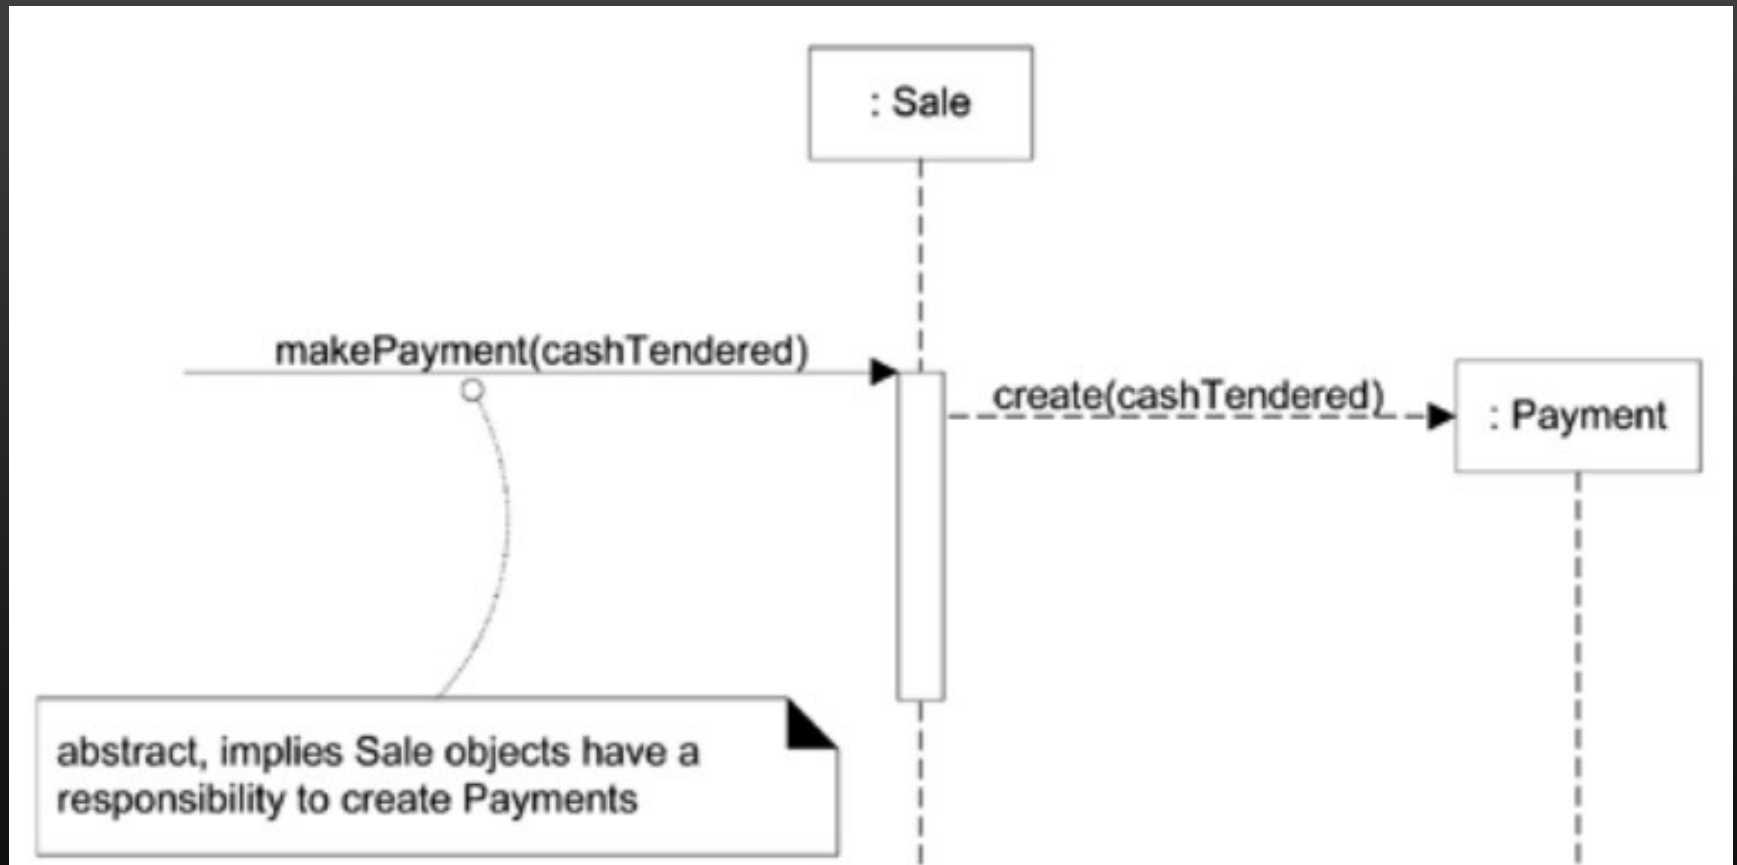 : Sale
makePayment(cashTendered)
create(cashTendered)
: Payment
abstract, implies Sale objects have a
responsibility to create Payments